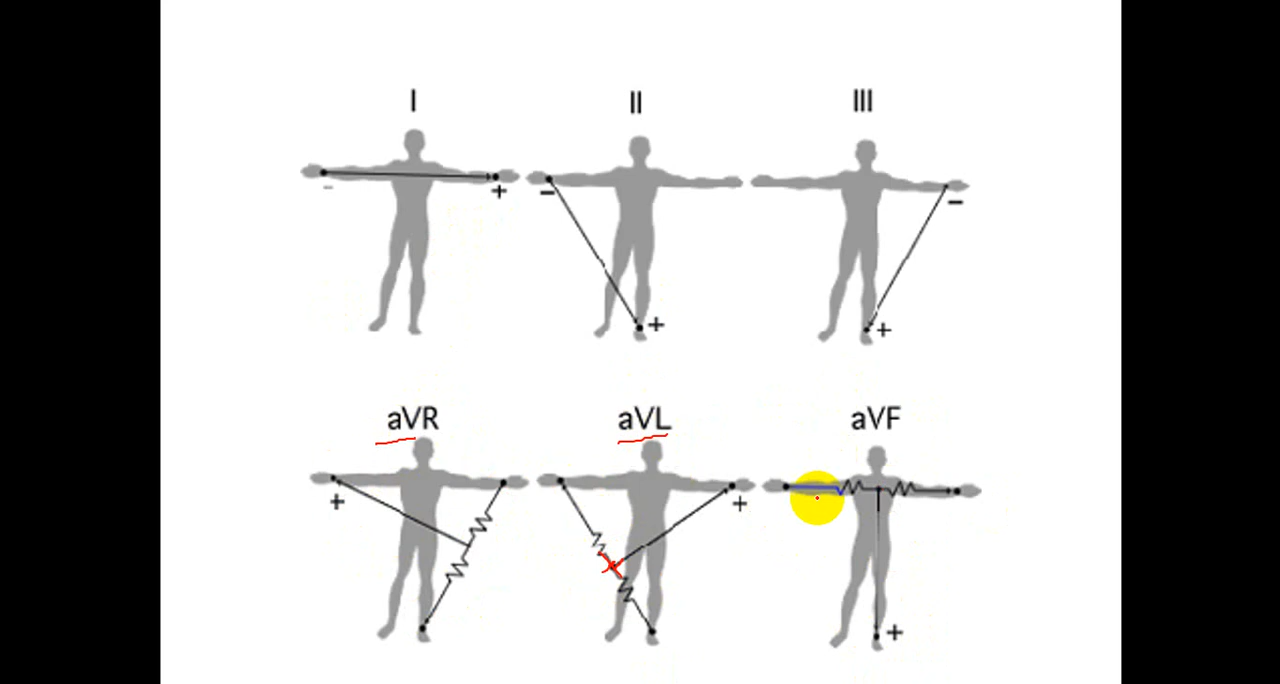 I II III
- + - + - +
aVR aVL aVF
+ + +